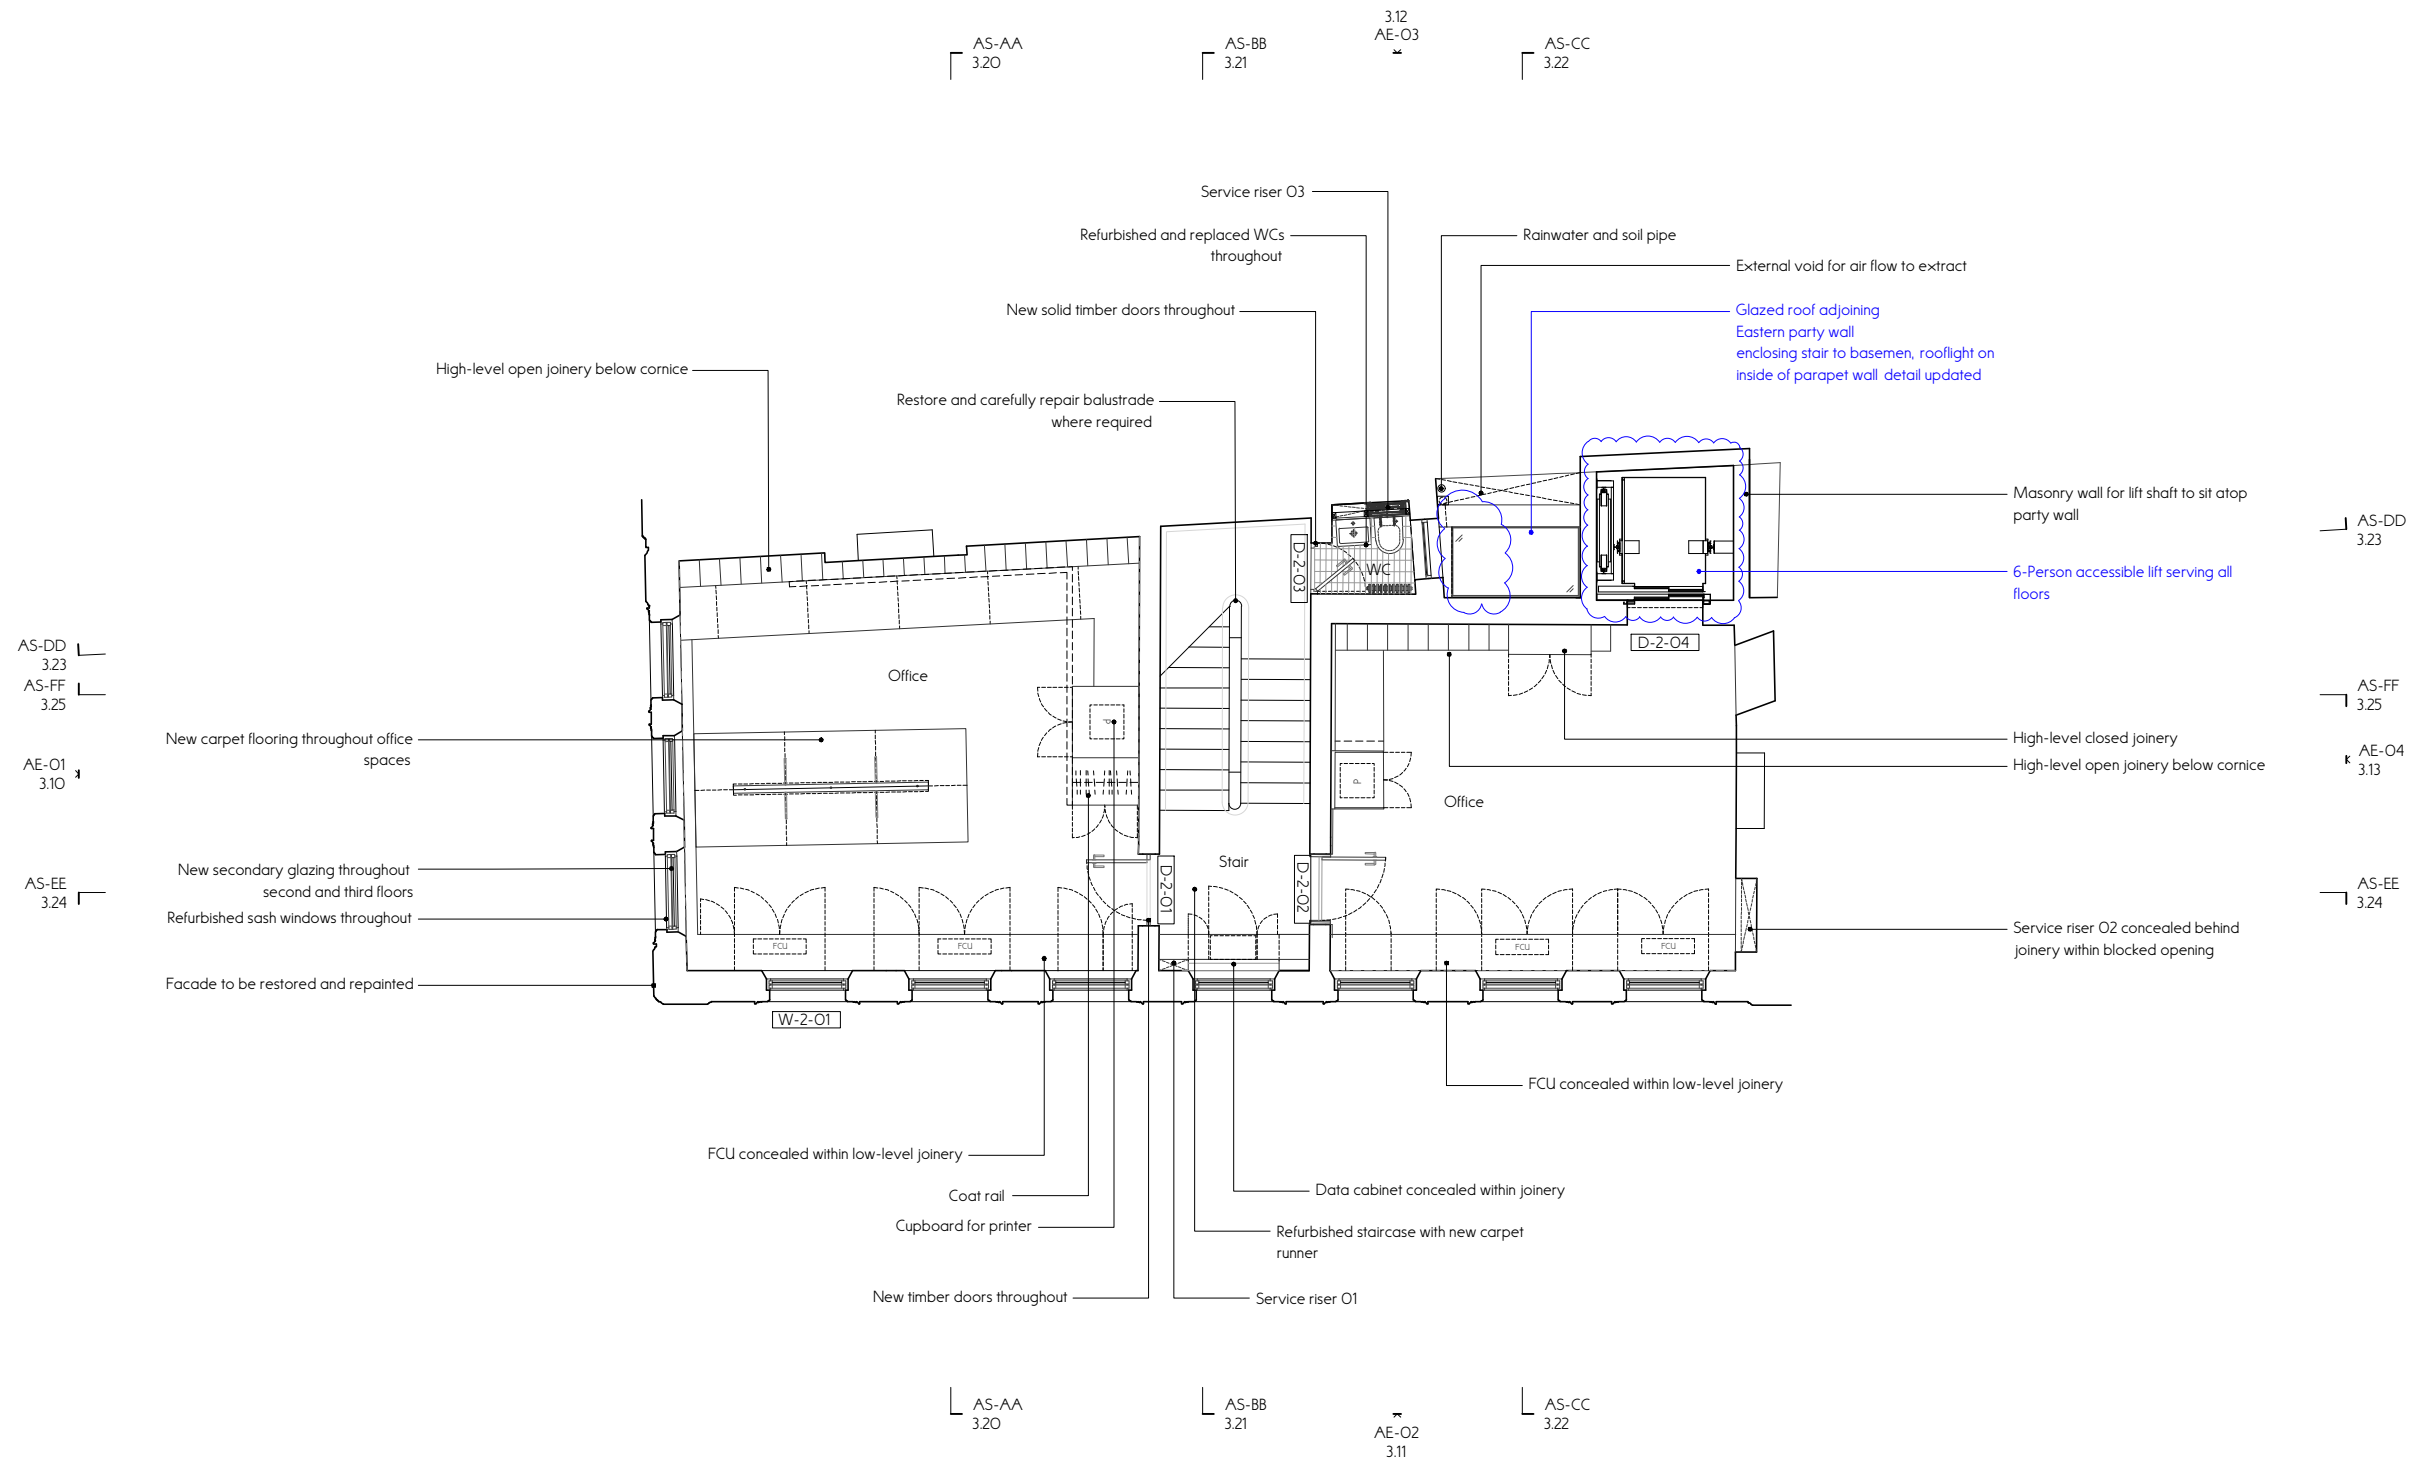 3.12
AE-03
AS-AA
3.20
AS-BB
3.21
AS-CC
3.22
Service riser 03
Refurbished and replaced WCs
throughout
Rainwater and soil pipe
External void for air flow to extract
New solid timber doors throughout
Glazed roof adjoining
Eastern party wall
enclosing stair to basemen, rooflight on
inside of parapet wall detail updated
High-level open joinery below cornice
Restore and carefully repair balustrade
where required
Masonry wall for lift shaft to sit atop
party wall
AS-DD
3.23
6-Person accessible lift serving all
floors
D-2-03
WC
D-2-04
AS-DD
3.23
AS-FF
3.25
Office
AS-FF
3.25
P
New carpet flooring throughout office
spaces
High-level closed joinery
High-level open joinery below cornice
AE-01
3.10
AE-04
3.13
P
Office
Stair
New secondary glazing throughout
second and third floors
Refurbished sash windows throughout
AS-EE
3.24
D-2-01
D-2-02
AS-EE
3.24
FCU
FCU
FCU
FCU
Service riser 02 concealed behind
joinery within blocked opening
Facade to be restored and repainted
W-2-01
FCU concealed within low-level joinery
FCU concealed within low-level joinery
Coat rail
Data cabinet concealed within joinery
Cupboard for printer
Refurbished staircase with new carpet
runner
New timber doors throughout
Service riser 01
AS-AA
3.20
AS-BB
3.21
AE-02
3.11
AS-CC
3.22